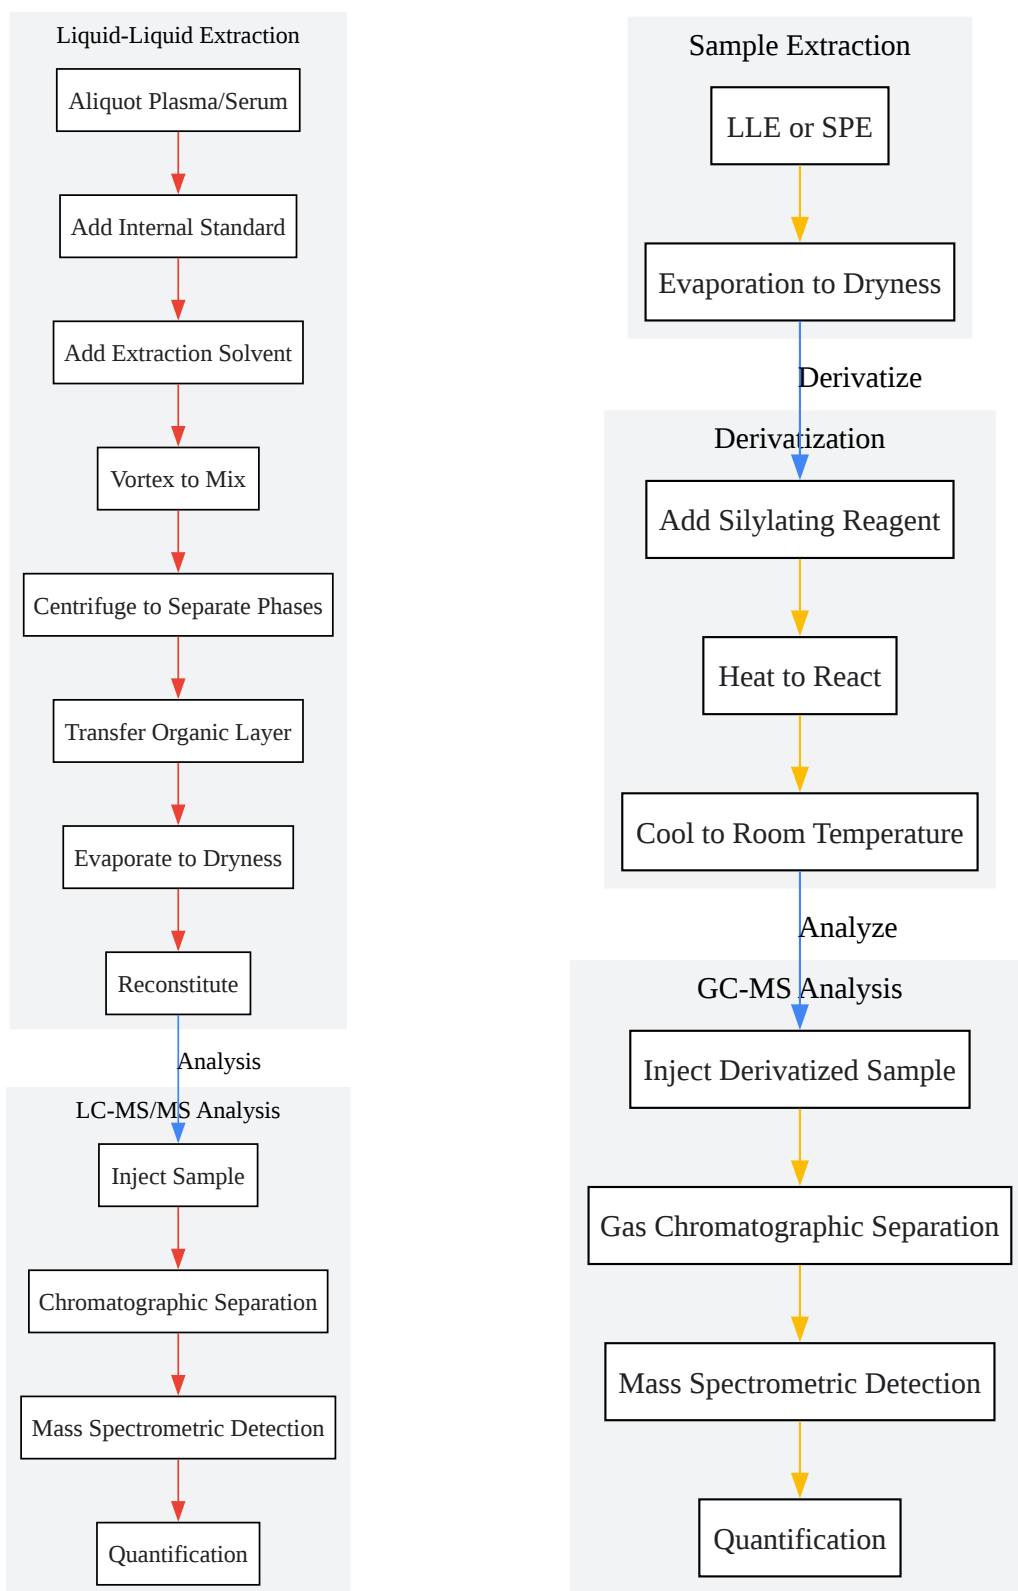 Liquid-Liquid Extraction
Aliquot Plasma/Serum
Add Internal Standard
Add Extraction Solvent
Vortex to Mix
Centrifuge to Separate Phases
Transfer Organic Layer
Evaporate to Dryness
Reconstitute
Analysis
LC-MS/MS Analysis
Inject Sample
Chromatographic Separation
Mass Spectrometric Detection
Quantification
Sample Extraction
LLE or SPE
Evaporation to Dryness
Derivatize
Derivatization
Add Silylating Reagent
Heat to React
Cool to Room Temperature
Analyze
GC-MS Analysis
Inject Derivatized Sample
Gas Chromatographic Separation
Mass Spectrometric Detection
Quantification